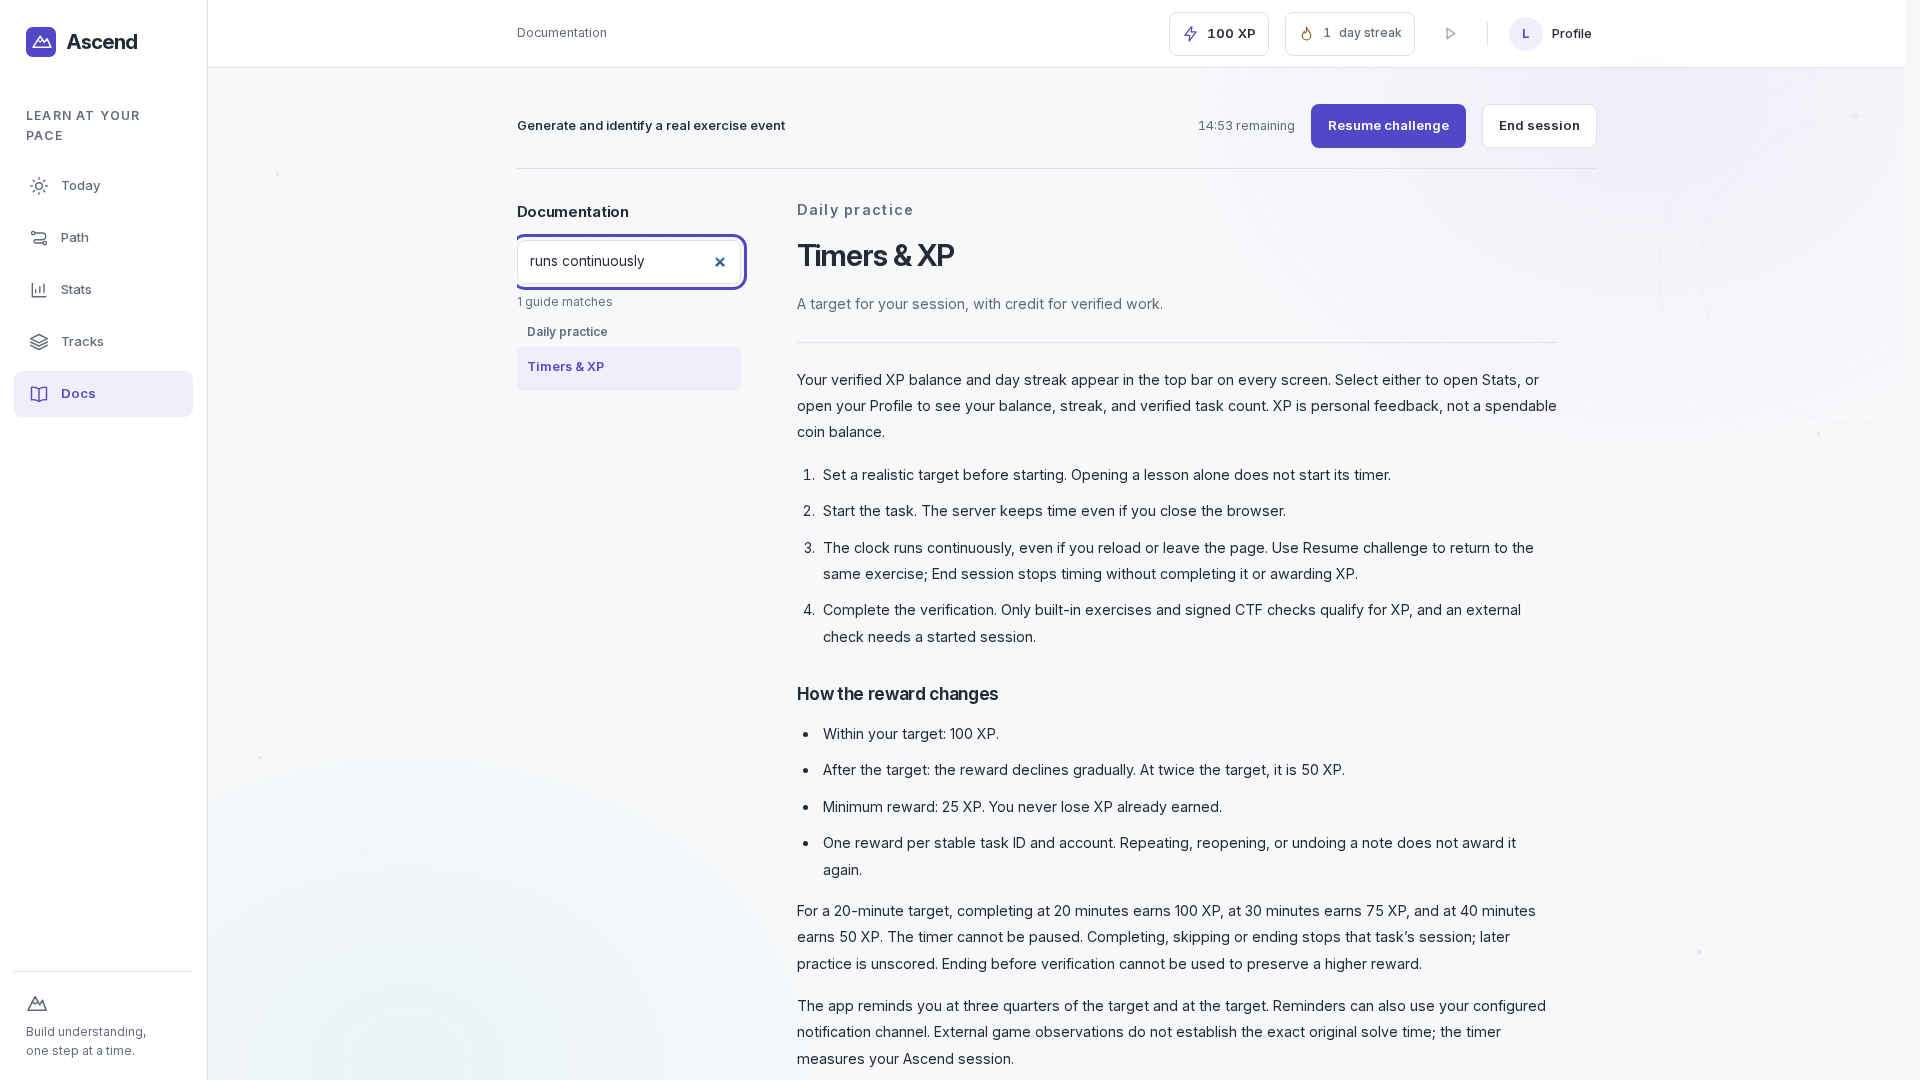 Ascend
LEARN AT YOUR
PACE
Today
Path
Stats
Tracks
Docs
Build understanding,
one step at a time.
Documentation
100 XP
1 day streak
L
Profile
Generate and identify a real exercise event
14:53 remaining
Resume challenge
End session
Documentation
runs continuously
1 guide matches
Daily practice
Timers & XP
Daily practice
Timers & XP
A target for your session, with credit for verified work.
Your verified XP balance and day streak appear in the top bar on every screen. Select either to open Stats, or
open your Profile to see your balance, streak, and verified task count. XP is personal feedback, not a spendable
coin balance.
1. Set a realistic target before starting. Opening a lesson alone does not start its timer.
2. Start the task. The server keeps time even if you close the browser.
3. The clock runs continuously, even if you reload or leave the page. Use Resume challenge to return to the
same exercise; End session stops timing without completing it or awarding XP.
4. Complete the verification. Only built-in exercises and signed CTF checks qualify for XP, and an external
check needs a started session.
How the reward changes
• Within your target: 100 XP.
• After the target: the reward declines gradually. At twice the target, it is 50 XP.
• Minimum reward: 25 XP. You never lose XP already earned.
• One reward per stable task ID and account. Repeating, reopening, or undoing a note does not award it
again.
For a 20-minute target, completing at 20 minutes earns 100 XP, at 30 minutes earns 75 XP, and at 40 minutes
earns 50 XP. The timer cannot be paused. Completing, skipping or ending stops that task’s session; later
practice is unscored. Ending before verification cannot be used to preserve a higher reward.
The app reminds you at three quarters of the target and at the target. Reminders can also use your configured
notification channel. External game observations do not establish the exact original solve time; the timer
measures your Ascend session.